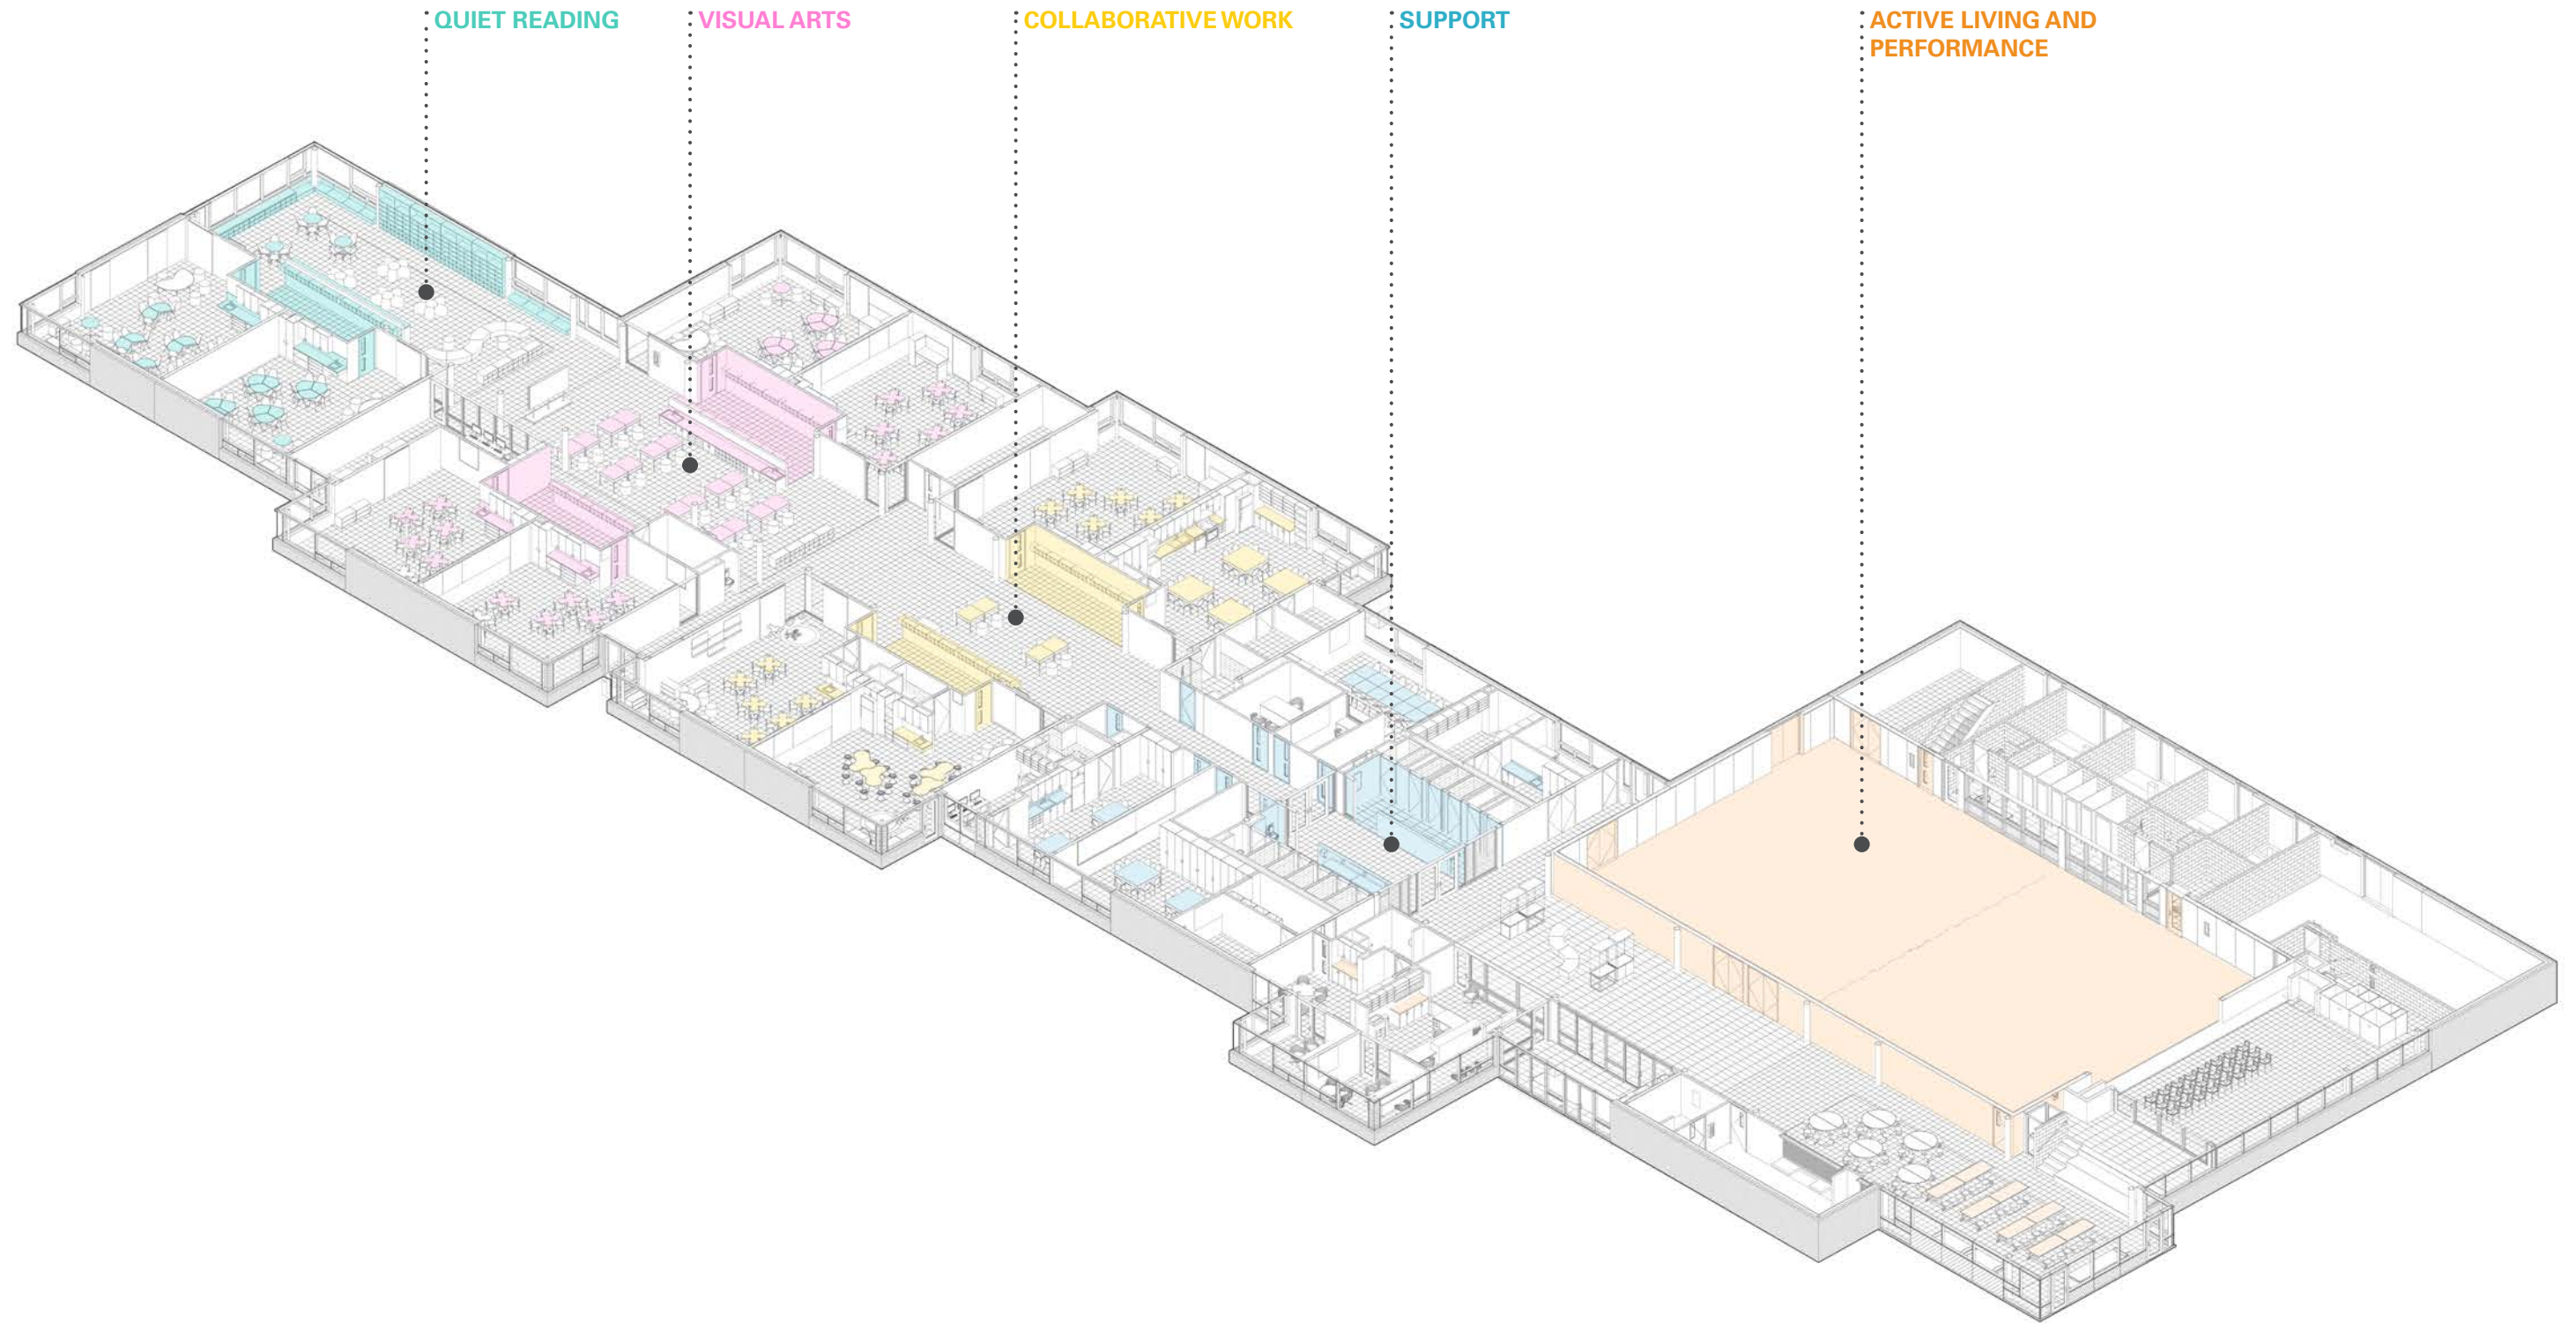 QUIET READING
VISUAL ARTS
COLLABORATIVE WORK
SUPPORT
ACTIVE LIVING AND
PERFORMANCE